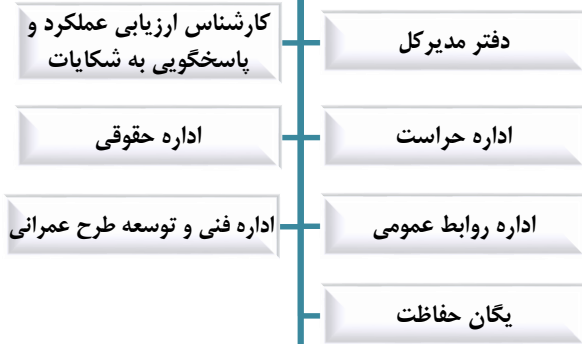 دفتر مدیرکل
کارشناس ارزیابی عملکرد و
پاسخگویی به شکایات
اداره حراست
اداره حقوقی
اداره روابط عمومی
اداره فنی و توسعه طرح عمرانی
یگان حفاظت